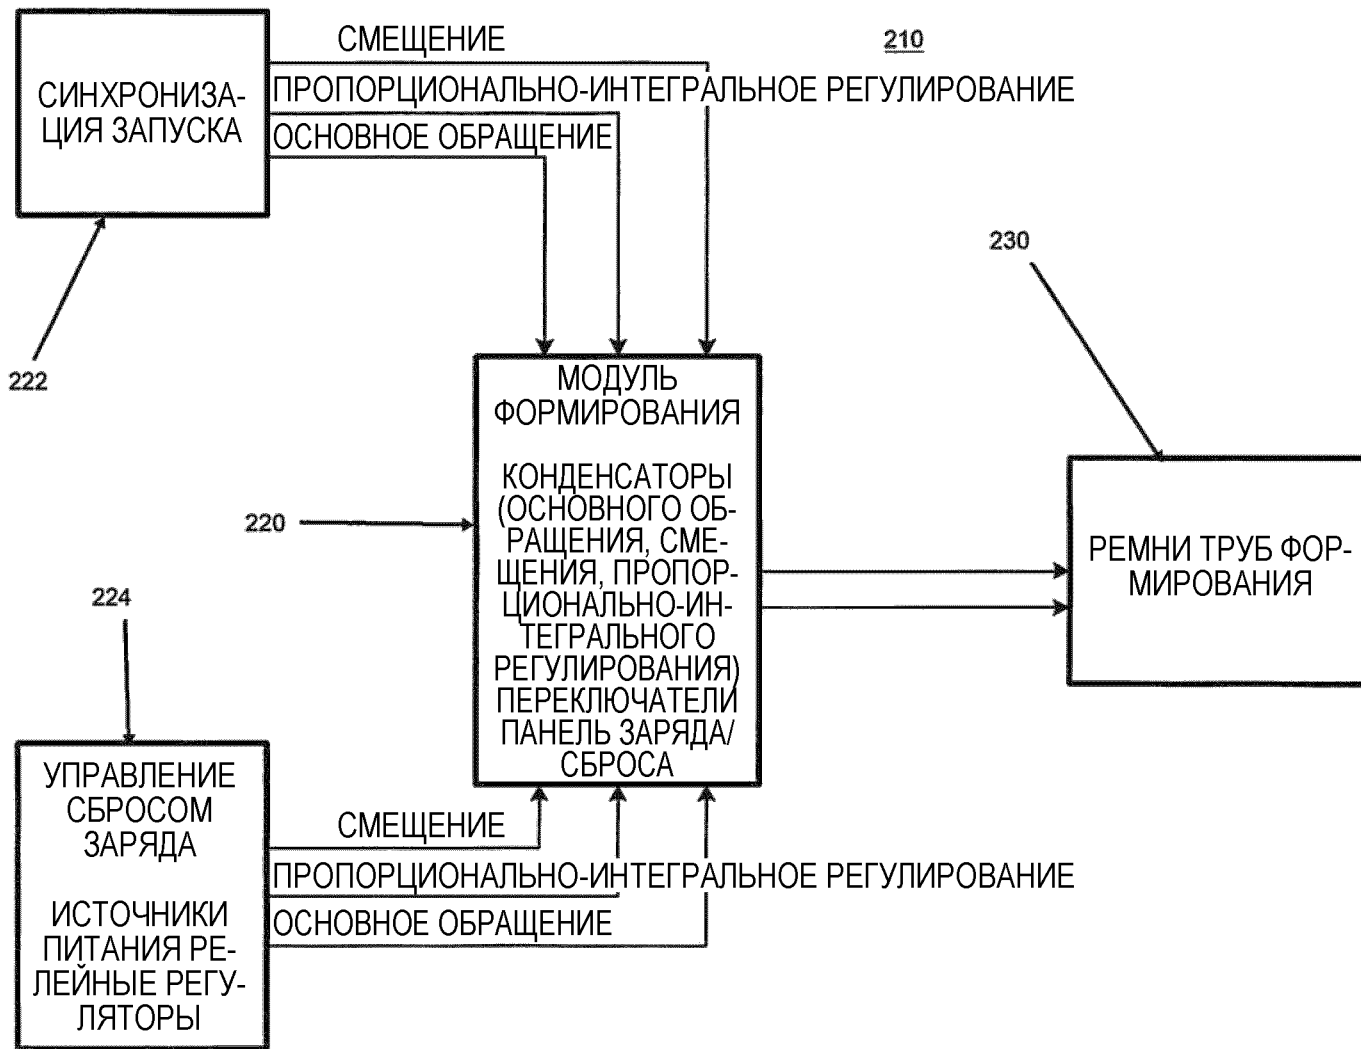 СМЕЩЕНИЕ
210
ПРОПОРЦИОНАЛЬНО-ИНТЕГРАЛЬНОЕ РЕГУЛИРОВАНИЕ
ОСНОВНОЕ ОБРАЩЕНИЕ
СИНХРОНИЗА-
ЦИЯ ЗАПУСКА
222
230
МОДУЛЬ
ФОРМИРОВАНИЯ
КОНДЕНСАТОРЫ
(ОСНОВНОГО ОБ-
РАЩЕНИЯ, СМЕ-
ЩЕНИЯ, ПРОПОР-
ЦИОНАЛЬНО-ИН-
ТЕГРАЛЬНОГО
РЕГУЛИРОВАНИЯ)
ПЕРЕКЛЮЧАТЕЛИ
ПАНЕЛЬ ЗАРЯДА/
СБРОСА
220
РЕМНИ ТРУБ ФОР-
МИРОВАНИЯ
224
УПРАВЛЕНИЕ
СБРОСОМ
ЗАРЯДА
ИСТОЧНИКИ
ПИТАНИЯ РЕ-
ЛЕЙНЫЕ РЕГУ-
ЛЯТОРЫ
СМЕЩЕНИЕ
ПРОПОРЦИОНАЛЬНО-ИНТЕГРАЛЬНОЕ РЕГУЛИРОВАНИЕ
ОСНОВНОЕ ОБРАЩЕНИЕ